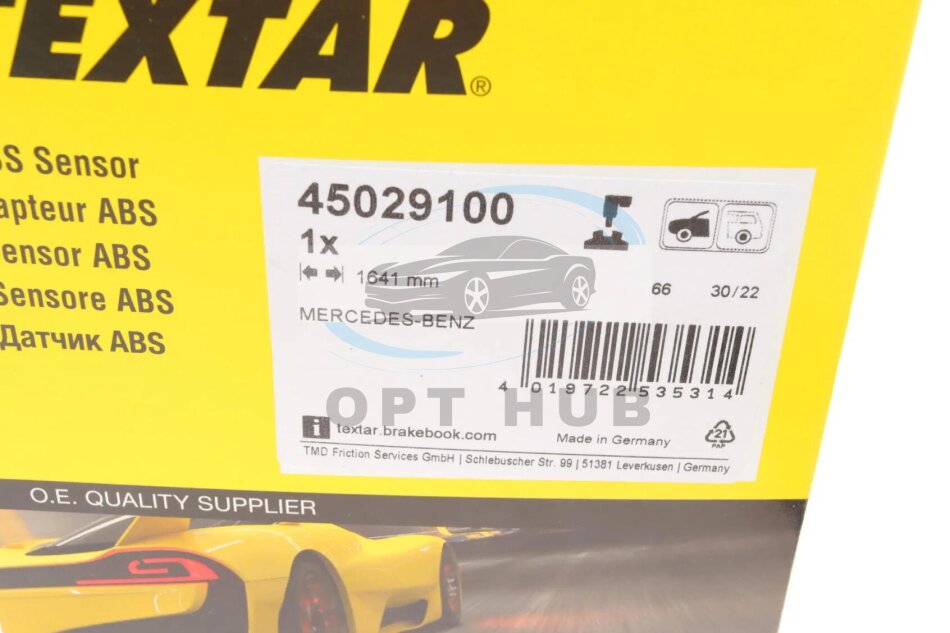 TEXTAR®
Sensor
ABS
ABS
Sensore ABS
Датчик ABS
45029100
1x
1641 mm
66 30/22
MERCEDES-BENZ
4 019722 535314
OPT HUB
i textar.brakebook.com
Made in Germany
21
PAP
TMD Friction Services GmbH | Schlebuscher Str. 99 | 51381 Leverkusen | Germany
O.E. QUALITY SUPPLIER